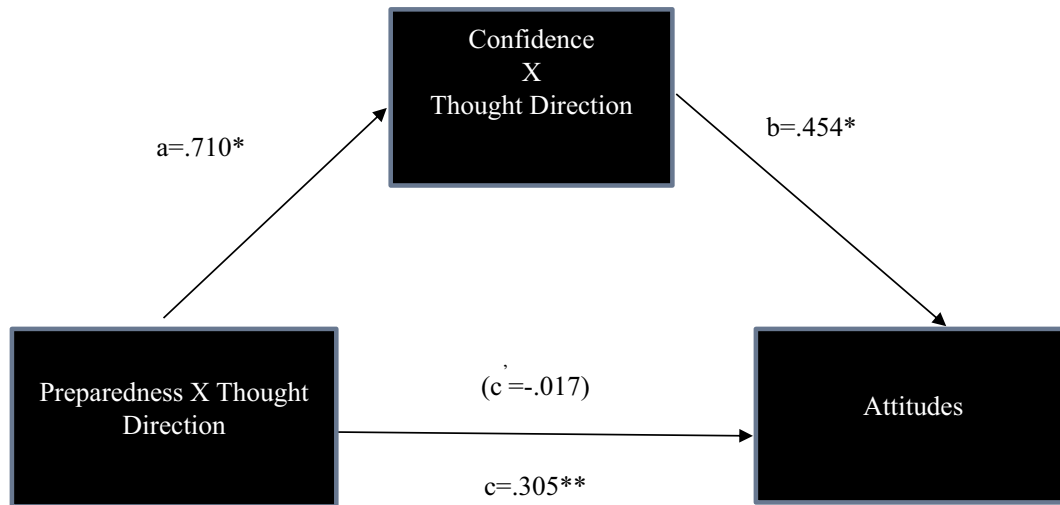 Confidence
X
Thought Direction
a=.710*
b=.454*
Preparedness X Thought
Direction
(c’=-.017)
Attitudes
c=.305**